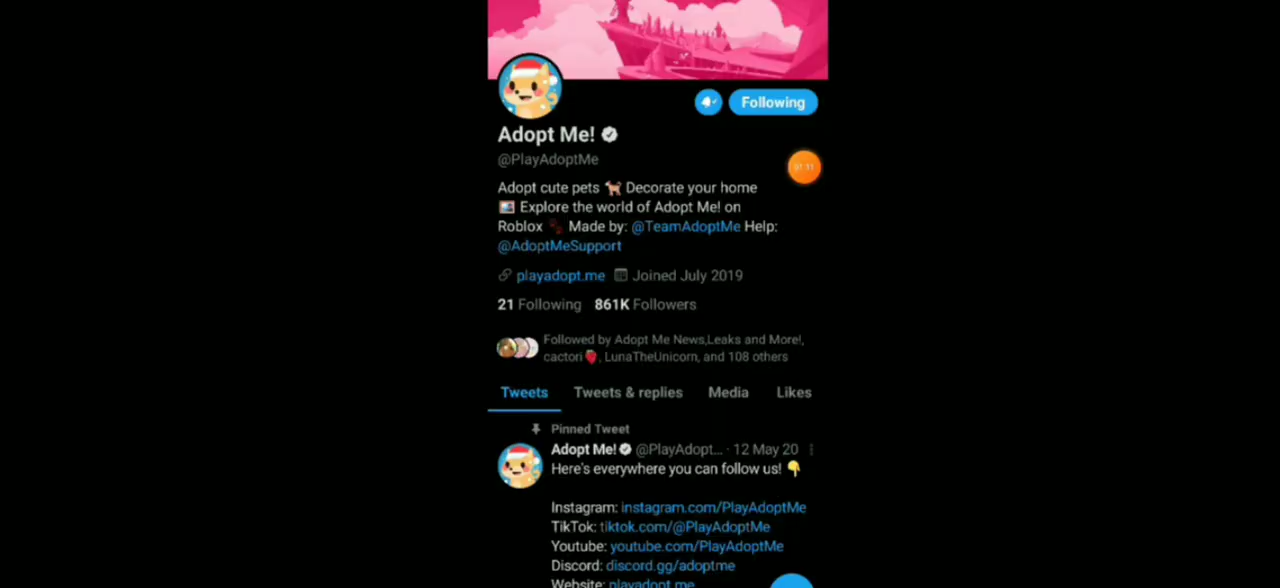 Following
Adopt Me!
@PlayAdoptMe
Adopt cute pets 🐕 Decorate your home
🖼️ Explore the world of Adopt Me! on
Roblox 🐾 Made by: @TeamAdoptMe Help:
@AdoptMeSupport
playadopt.me Joined July 2019
21 Following 861K Followers
Followed by Adopt Me News,Leaks and More!,
cactori🍓, LunaTheUnicorn, and 108 others
Tweets Tweets & replies Media Likes
Pinned Tweet
Adopt Me! @PlayAdopt... · 12 May 20
Here's everywhere you can follow us! 👇
Instagram: instagram.com/PlayAdoptMe
TikTok: tiktok.com/@PlayAdoptMe
Youtube: youtube.com/PlayAdoptMe
Discord: discord.gg/adoptme
Website: playadopt.me